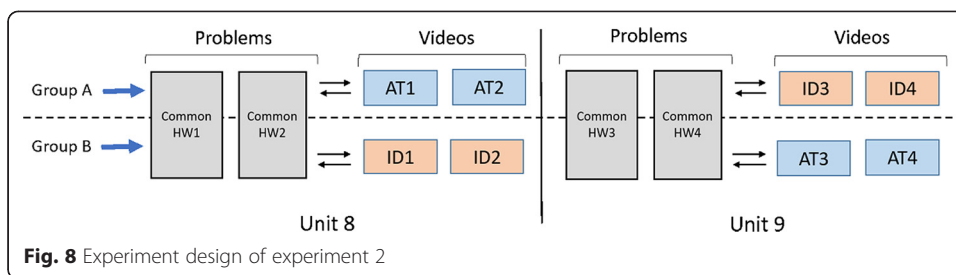 Problems Videos Problems Videos
Group A AT1 AT2 ID3 ID4
Common
HW1
Common
HW2
Common
HW3
Common
HW4
Group B ID1 ID2 AT3 AT4
Unit 8 Unit 9
Fig. 8 Experiment design of experiment 2